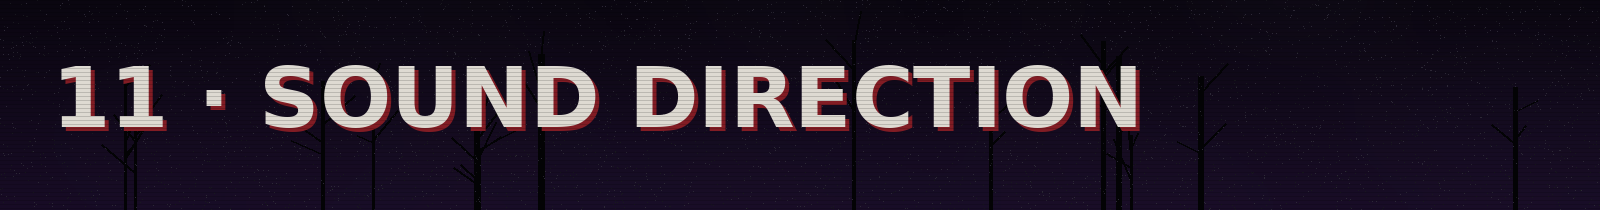 11 · SOUND DIRECTION